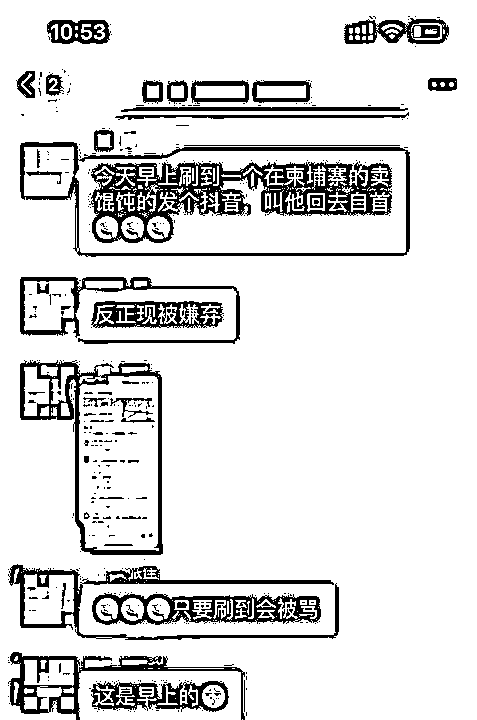 10:53
2
今天早上刷到一个在柬埔寨的卖
馄饨的发个抖音，叫他回去自首
反正现被嫌弃
只要刷到会被骂
这是早上的